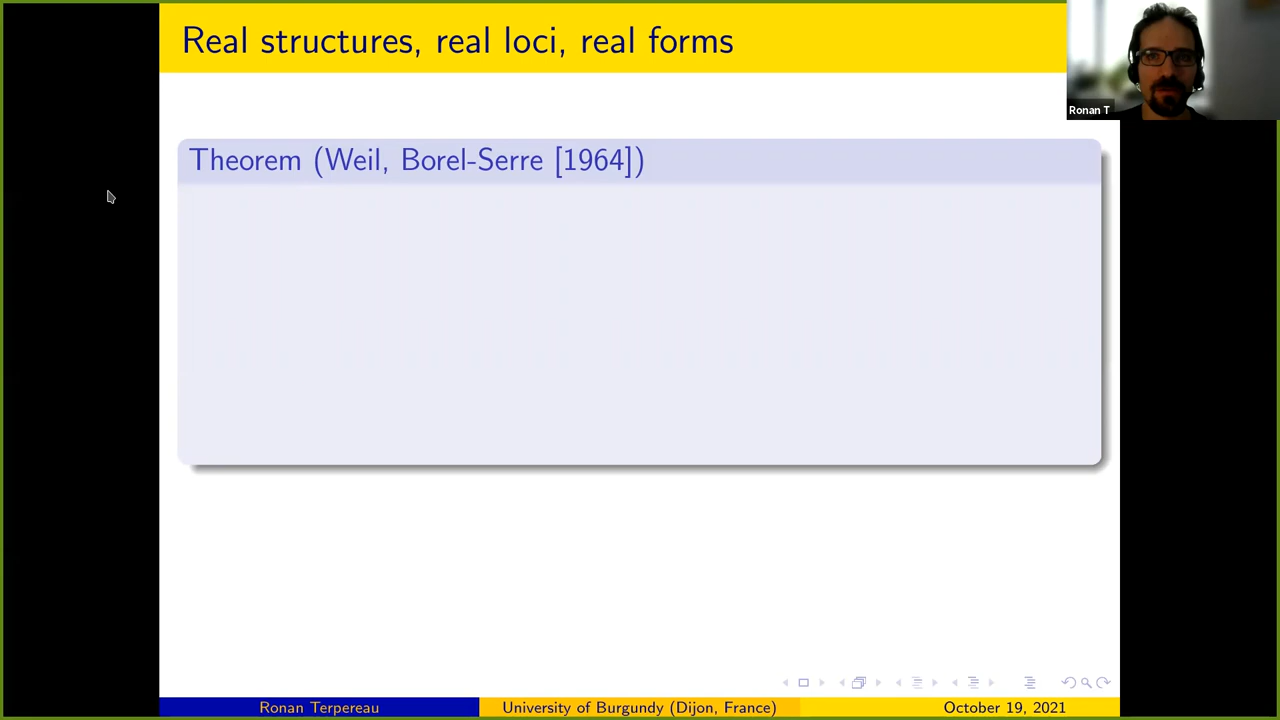 Real structures, real loci, real forms
Ronan T
Theorem (Weil, Borel-Serre [1964])
Ronan Terpereau
University of Burgundy (Dijon, France)
October 19, 2021